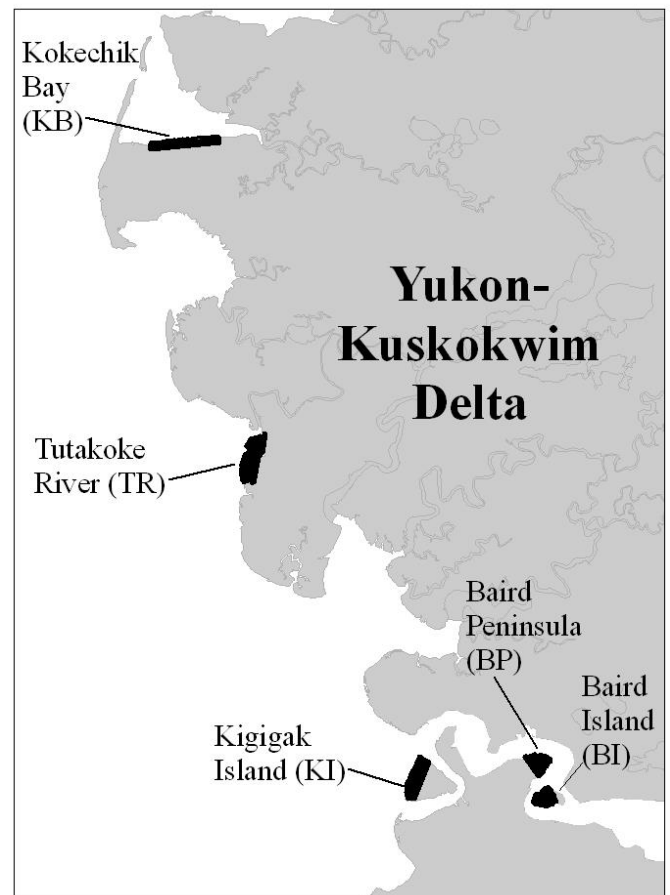 Kokechik
Bay
(KB)
Yukon-
Kuskokwim
Delta
Tutakoke
River (TR)
Baird
Peninsula
(BP)
Baird
Island
(BI)
Kigigak
Island (KI)